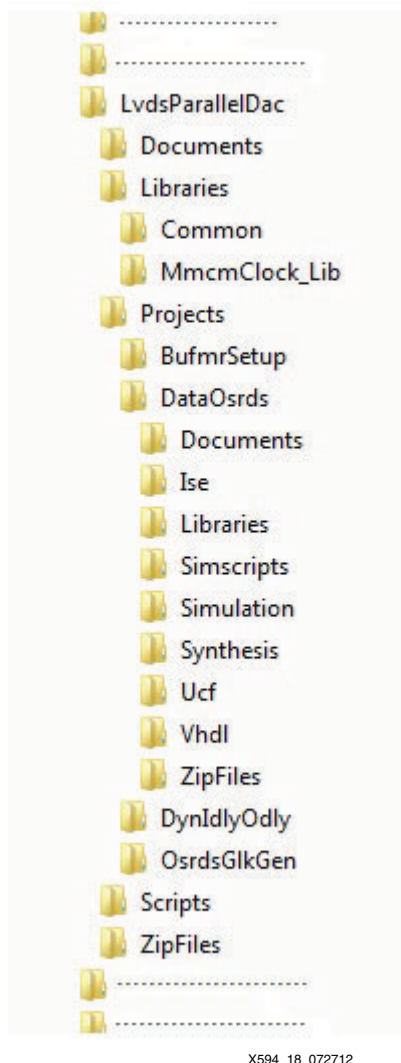 LvdsParallelDac
Documents
Libraries
Common
MmcmClock_Lib
Projects
BufmrSetup
DataOsrds
Documents
Ise
Libraries
Simscripts
Simulation
Synthesis
Ucf
Vhdl
ZipFiles
DynIdlyOdly
OsrdsGlkGen
Scripts
ZipFiles
X594_18_072712